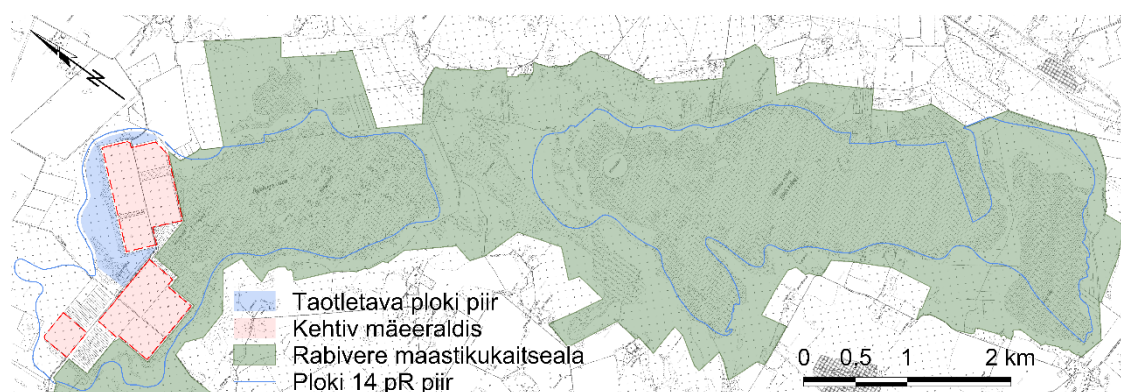 N
Taotletava ploki piir
Kehtiv mäeeraldis
Rabivere maastikukaitseala
Ploki 14 pR piir
0 0,5 1 2 km